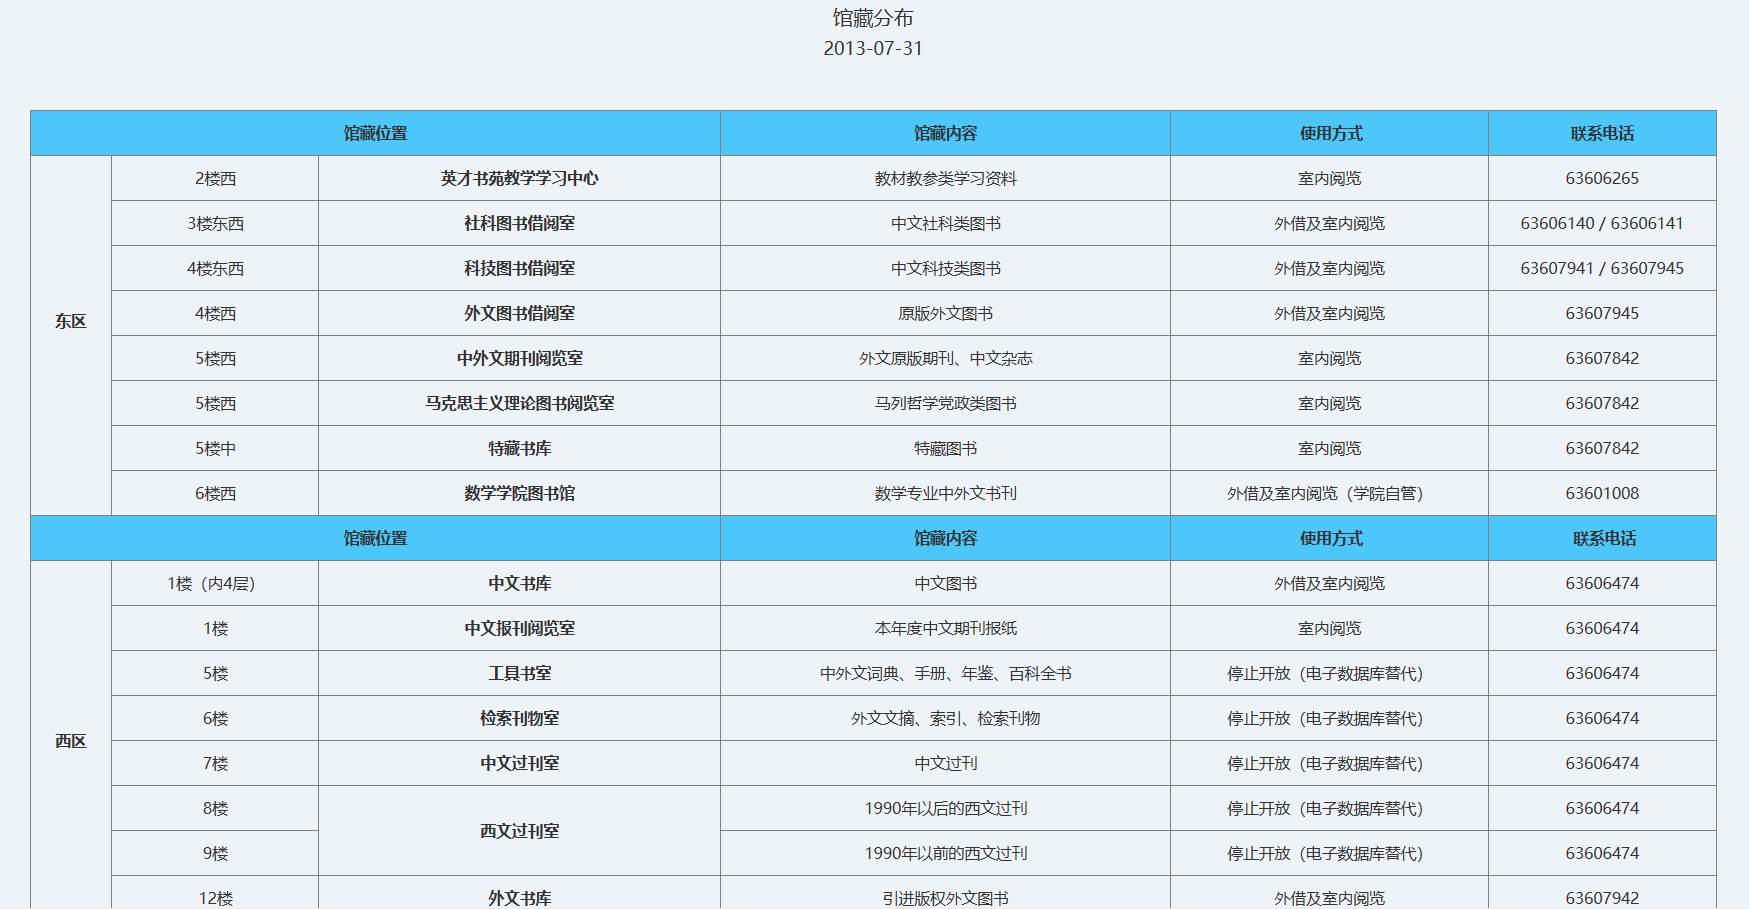 馆藏分布
2013-07-31
馆藏位置 馆藏内容 使用方式 联系电话
东区
2楼西 英才书苑教学学习中心 教材教参类学习资料 室内阅览 63606265
3楼东西 社科图书借阅室 中文社科类图书 外借及室内阅览 63606140 / 63606141
4楼东西 科技图书借阅室 中文科技类图书 外借及室内阅览 63607941 / 63607945
4楼西 外文图书借阅室 原版外文图书 外借及室内阅览 63607945
5楼西 中外文期刊阅览室 外文原版期刊、中文杂志 室内阅览 63607842
5楼西 马克思主义理论图书阅览室 马列哲学党政类图书 室内阅览 63607842
5楼中 特藏书库 特藏图书 室内阅览 63607842
6楼西 数学学院图书馆 数学专业中外文书刊 外借及室内阅览（学院自管） 63601008
馆藏位置 馆藏内容 使用方式 联系电话
西区
1楼（内4层） 中文书库 中文图书 外借及室内阅览 63606474
1楼 中文报刊阅览室 本年度中文期刊报纸 室内阅览 63606474
5楼 工具书室 中外文词典、手册、年鉴、百科全书 停止开放（电子数据库替代） 63606474
6楼 检索刊物室 外文文摘、索引、检索刊物 停止开放（电子数据库替代） 63606474
7楼 中文过刊室 中文过刊 停止开放（电子数据库替代） 63606474
8楼 西文过刊室 1990年以后的西文过刊 停止开放（电子数据库替代） 63606474
9楼 1990年以前的西文过刊 停止开放（电子数据库替代） 63606474
12楼 外文书库 引进版权外文图书 外借及室内阅览 63607942